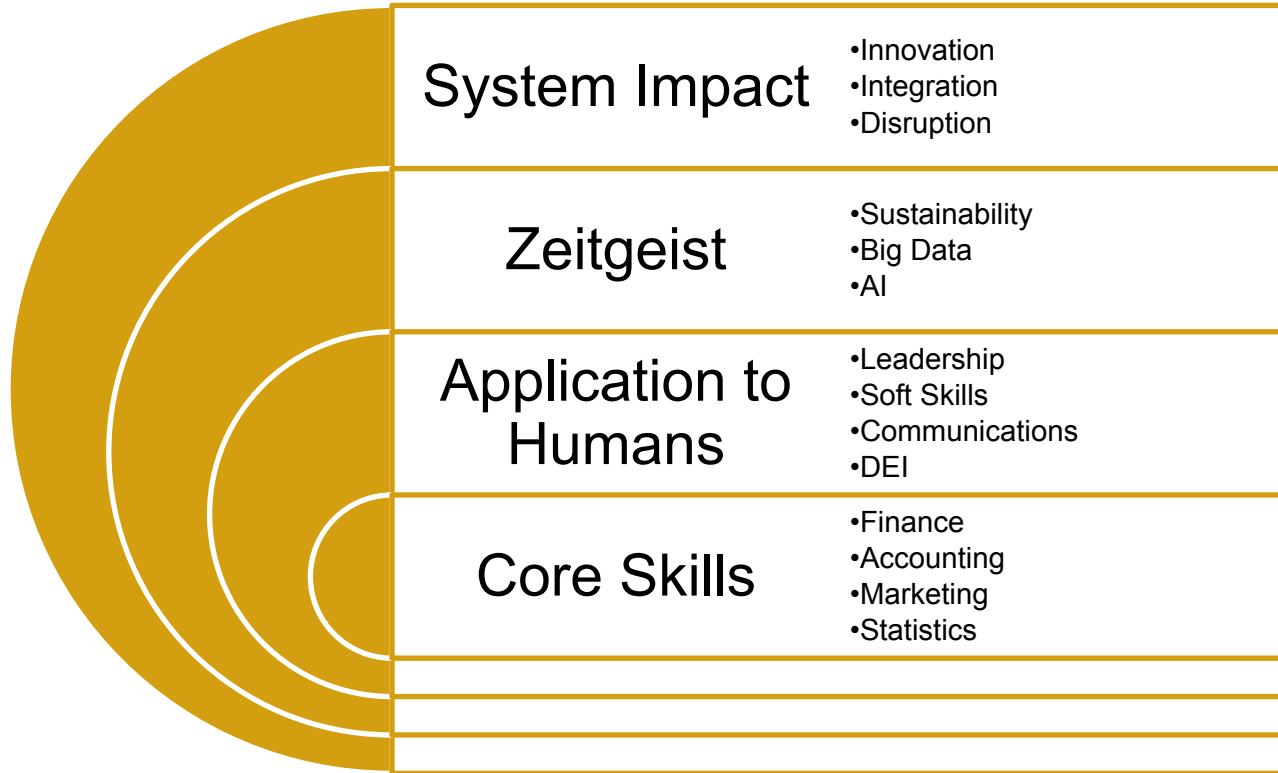 System Impact
•Innovation
•Integration
•Disruption
Zeitgeist
•Sustainability
•Big Data
•AI
Application to
Humans
•Leadership
•Soft Skills
•Communications
•DEI
Core Skills
•Finance
•Accounting
•Marketing
•Statistics